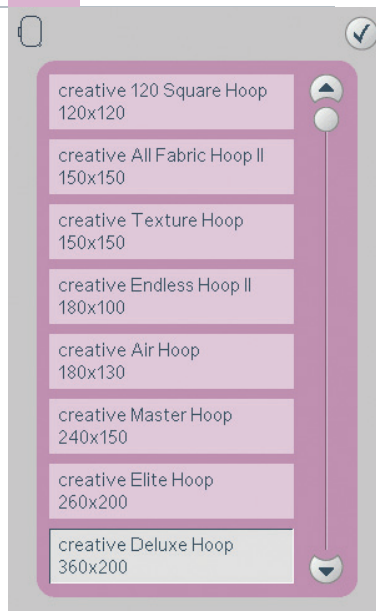 creative 120 Square Hoop
120x120
creative All Fabric Hoop II
150x150
creative Texture Hoop
150x150
creative Endless Hoop II
180x100
creative Air Hoop
180x130
creative Master Hoop
240x150
creative Elite Hoop
260x200
creative Deluxe Hoop
360x200